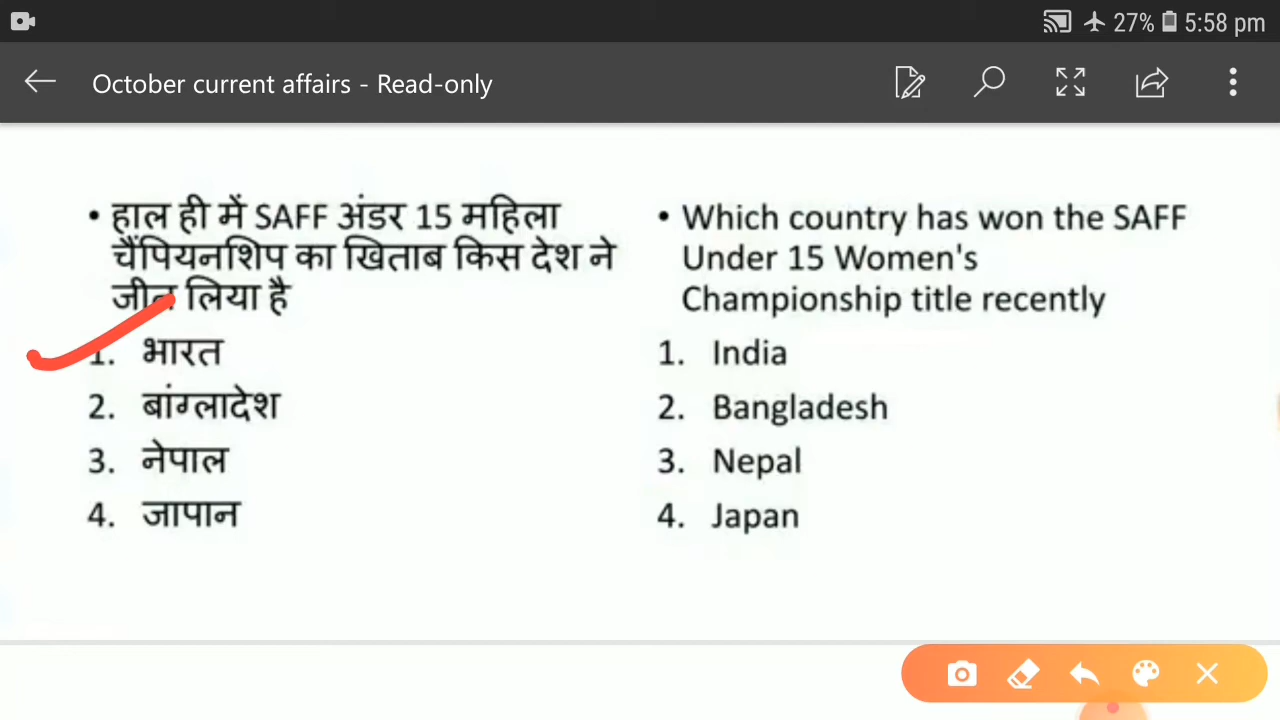 27% 5:58 pm
October current affairs - Read-only
• हाल ही में SAFF अंडर 15 महिला
चैंपियनशिप का खिताब किस देश ने
जीत लिया है
1. भारत
2. बांग्लादेश
3. नेपाल
4. जापान
• Which country has won the SAFF
Under 15 Women's
Championship title recently
1. India
2. Bangladesh
3. Nepal
4. Japan